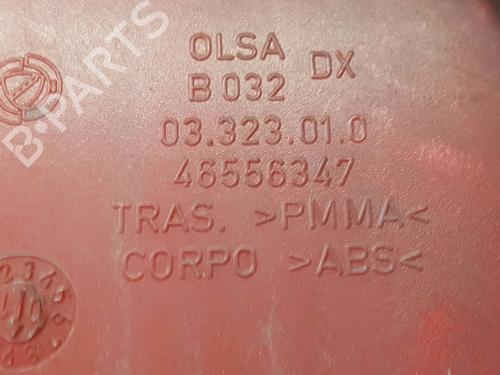 OLSA DX
B 032
03.323.01.0
46556347
TRAS. >PMMA<
CORPO >ABS<
B-PARTS